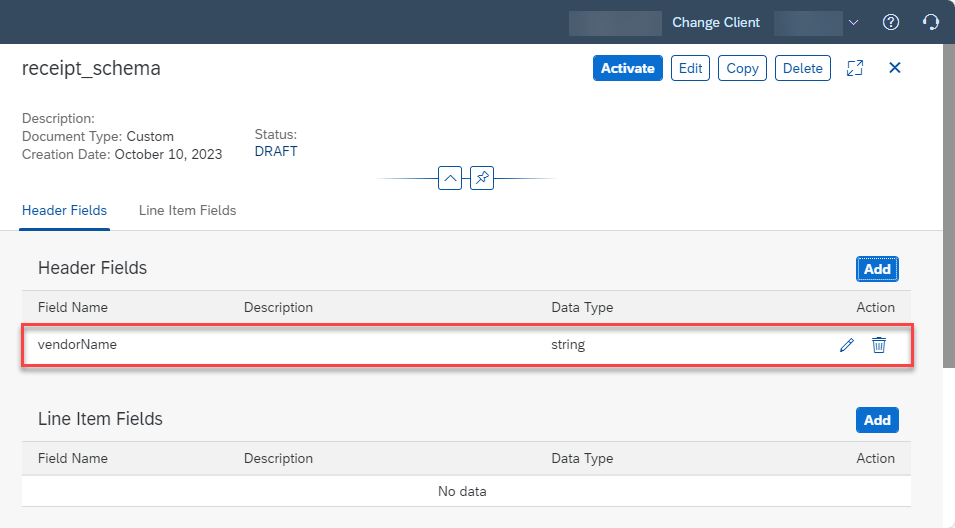 Change Client
receipt_schema Activate Edit Copy Delete
Description:
Document Type: Custom
Creation Date: October 10, 2023
Status:
DRAFT
Header Fields Line Item Fields
Header Fields Add
Field Name Description Data Type Action
vendorName string
Line Item Fields Add
Field Name Description Data Type Action
No data